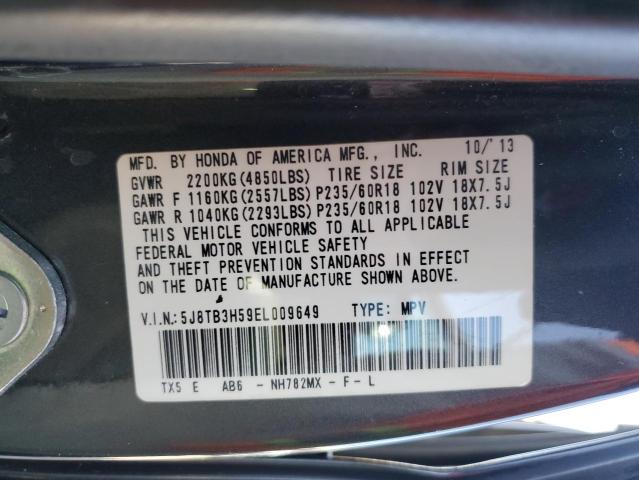 MFD. BY HONDA OF AMERICA MFG., INC. 10/'13
GVWR 2200KG(4850LBS) TIRE SIZE RIM SIZE
GAWR F 1160KG(2557LBS)P235/60R18 102V 18X7.5J
GAWR R 1040KG(2293LBS)P235/60R18 102V 18X7.5J
THIS VEHICLE CONFORMS TO ALL APPLICABLE
FEDERAL MOTOR VEHICLE SAFETY
AND THEFT PREVENTION STANDARDS IN EFFECT
ON THE DATE OF MANUFACTURE SHOWN ABOVE.
V.I.N.:5J8TB3H59EL009649 TYPE: MPV
TX5 E AB6 -NH782MX-F-L